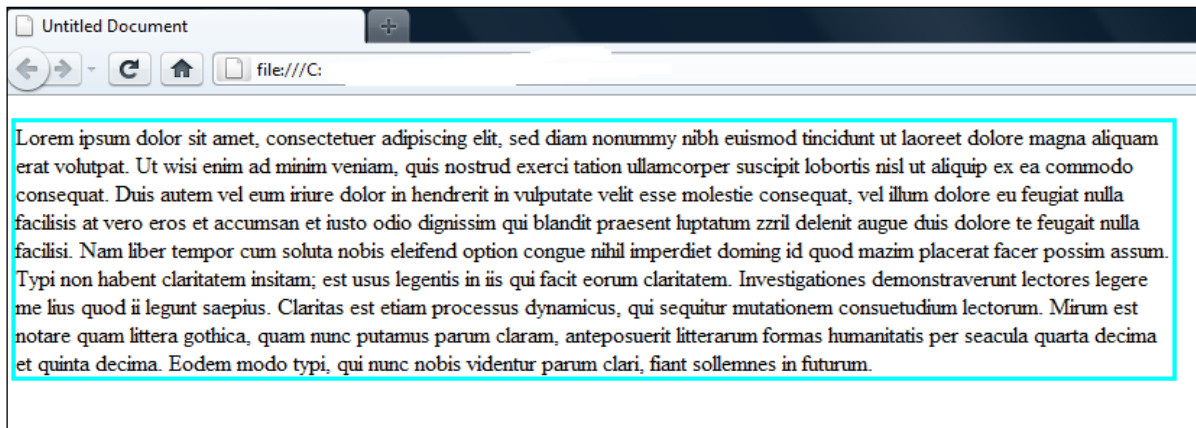 Untitled Document
file:///C:
Lorem ipsum dolor sit amet, consectetuer adipiscing elit, sed diam nonummy nibh euismod tincidunt ut laoreet dolore magna aliquam
erat volutpat. Ut wisi enim ad minim veniam, quis nostrud exerci tation ullamcorper suscipit lobortis nisl ut aliquip ex ea commodo
consequat. Duis autem vel eum iriure dolor in hendrerit in vulputate velit esse molestie consequat, vel illum dolore eu feugiat nulla
facilisis at vero eros et accumsan et iusto odio dignissim qui blandit praesent luptatum zzril delenit augue duis dolore te feugait nulla
facilisi. Nam liber tempor cum soluta nobis eleifend option congue nihil imperdiet doming id quod mazim placerat facer possim assum.
Typi non habent claritatem insitam; est usus legentis in iis qui facit eorum claritatem. Investigationes demonstraverunt lectores legere
me lius quod ii legunt saepius. Claritas est etiam processus dynamicus, qui sequitur mutationem consuetudium lectorum. Mirum est
notare quam littera gothica, quam nunc putamus parum claram, anteposuerit litterarum formas humanitatis per seacula quarta decima
et quinta decima. Eodem modo typi, qui nunc nobis videntur parum clari, fiant sollemnes in futurum.